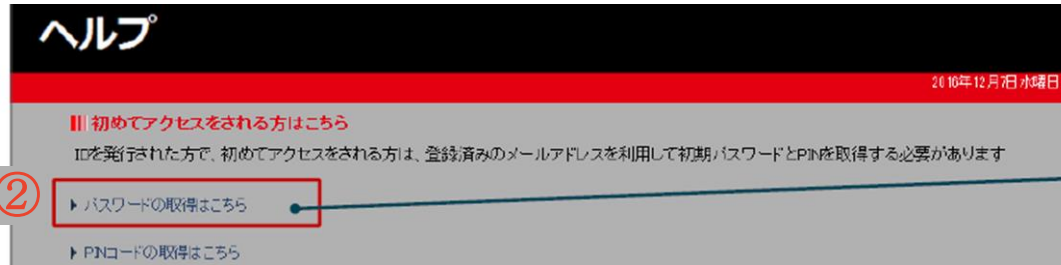 ヘルプ
2016年12月7日 水曜日
初めてアクセスをされる方はこちら
IDを発行された方で、初めてアクセスをされる方は、登録済みのメールアドレスを利用して初期パスワードとPINを取得する必要があります
②
パスワードの取得はこちら
PINコードの取得はこちら